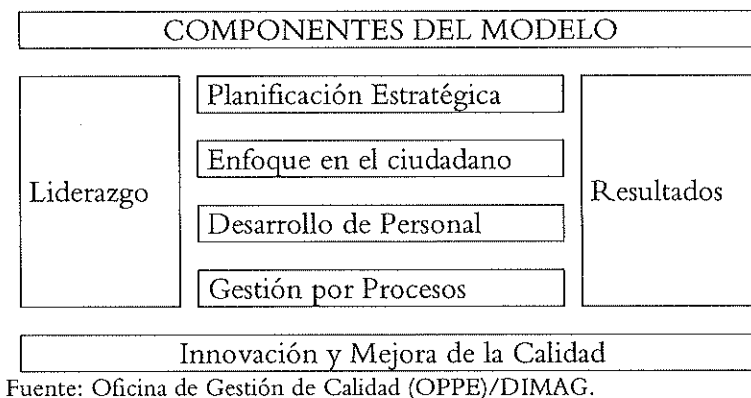 COMPONENTES DEL MODELO
Liderazgo
Planificación Estratégica
Enfoque en el ciudadano
Desarrollo de Personal
Gestión por Procesos
Resultados
Innovación y Mejora de la Calidad
Fuente: Oficina de Gestión de Calidad (OPPE)/DIMAG.